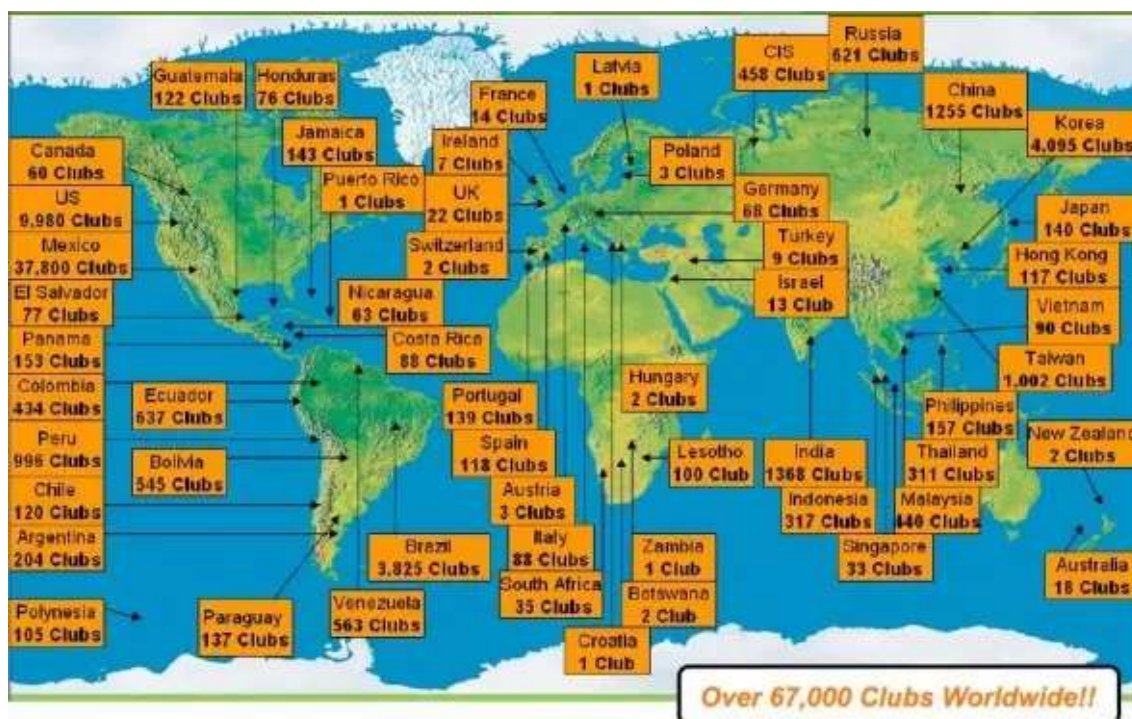 Guatemala
122 Clubs
Honduras
76 Clubs
Jamaica
143 Clubs
Puerto Rico
1 Clubs
Canada
60 Clubs
US
9,980 Clubs
Mexico
37,800 Clubs
El Salvador
77 Clubs
Panama
153 Clubs
Colombia
434 Clubs
Peru
996 Clubs
Chile
120 Clubs
Argentina
204 Clubs
Polynesia
105 Clubs
Nicaragua
63 Clubs
Costa Rica
88 Clubs
Ecuador
637 Clubs
Bolivia
545 Clubs
Paraguay
137 Clubs
Venezuela
563 Clubs
Brazil
3,825 Clubs
France
14 Clubs
Ireland
7 Clubs
UK
22 Clubs
Switzerland
2 Clubs
Portugal
139 Clubs
Spain
118 Clubs
Austria
3 Clubs
Italy
88 Clubs
South Africa
35 Clubs
Croatia
1 Club
Zambia
1 Club
Botswana
2 Club
Lesotho
100 Club
Hungary
2 Clubs
Latvia
1 Clubs
Poland
3 Clubs
Germany
68 Clubs
Turkey
9 Clubs
Israel
13 Club
CIS
458 Clubs
Russia
621 Clubs
China
1255 Clubs
Korea
4,095 Clubs
Japan
140 Clubs
Hong Kong
117 Clubs
Vietnam
90 Clubs
Taiwan
1,002 Clubs
Philippines
157 Clubs
India
1368 Clubs
Thailand
311 Clubs
Indonesia
317 Clubs
Malaysia
440 Clubs
Singapore
33 Clubs
New Zealand
2 Clubs
Australia
18 Clubs
Over 67,000 Clubs Worldwide!!